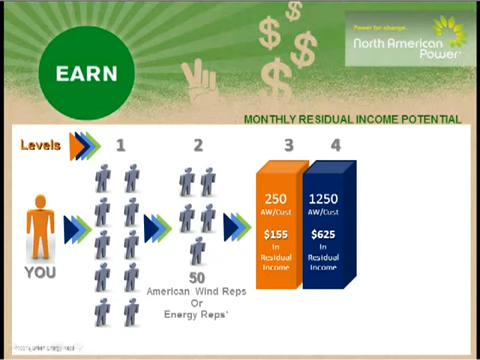 EARN
Power for change.
North American
Power
MONTHLY RESIDUAL INCOME POTENTIAL
Levels 1 2 3 4
YOU
50
American Wind Reps
Or
Energy Reps*
250
AW/Cust
$155
In
Residual
Income
1250
AW/Cust
$625
In
Residual
Income